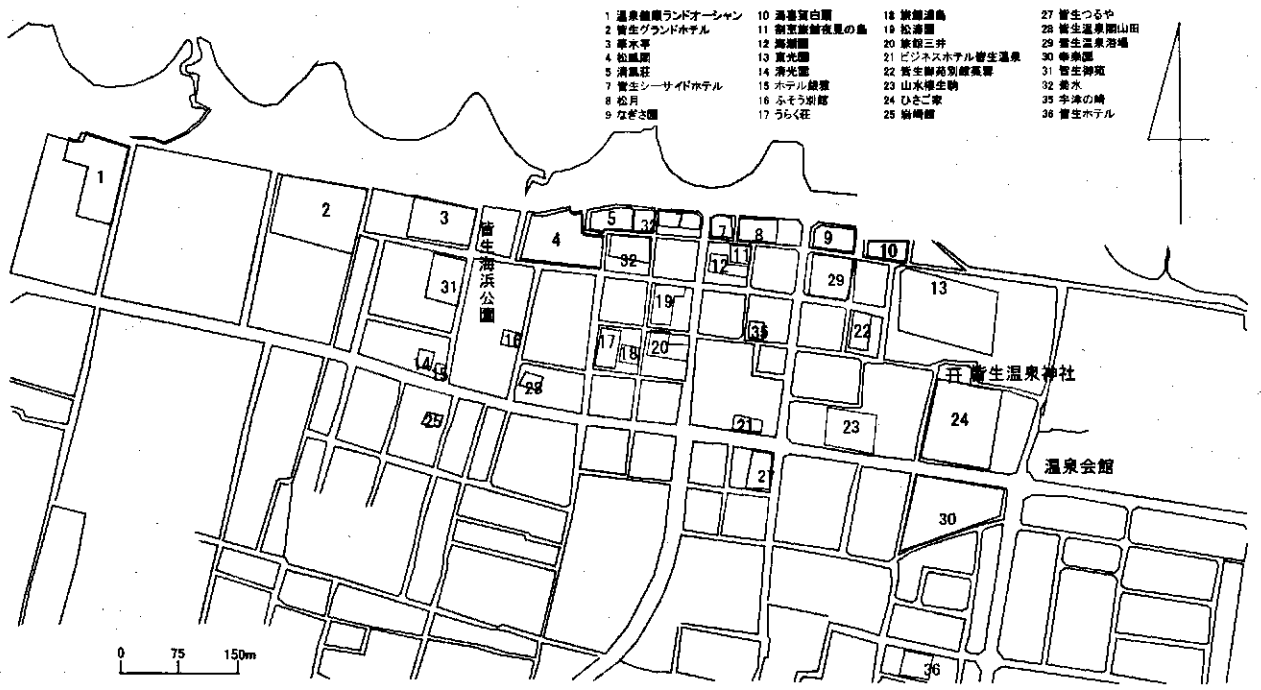 1 温泉健康ランドオーシャン
2 皆生グランドホテル
3 華水亭
4 松風閣
5 清風荘
7 皆生シーサイドホテル
8 松月
9 なぎさ園
10 海喜賀白扇
11 割烹旅館夜見の島
12 海潮園
13 東光園
14 清光園
15 ホテル銀雅
16 ふそう別館
17 うらく荘
18 旅館浦島
19 松濤園
20 旅館三井
21 ビジネスホテル皆生温泉
22 皆生御苑別館芙蓉
23 山水楼生駒
24 ひさご家
25 岩崎館
27 皆生つるや
28 皆生温泉閣山田
29 皆生温泉浴場
30 幸楽園
31 皆生御苑
32 菊水
35 宇津の崎
36 皆生ホテル
1
2
3
4
5
32
7
7
8
9
10
皆生海浜公園
31
32
12
11
29
13
19
16
17
18
20
35
22
14
15
28
皆生温泉神社
25
21
23
24
温泉会館
27
30
36
0 75 150m